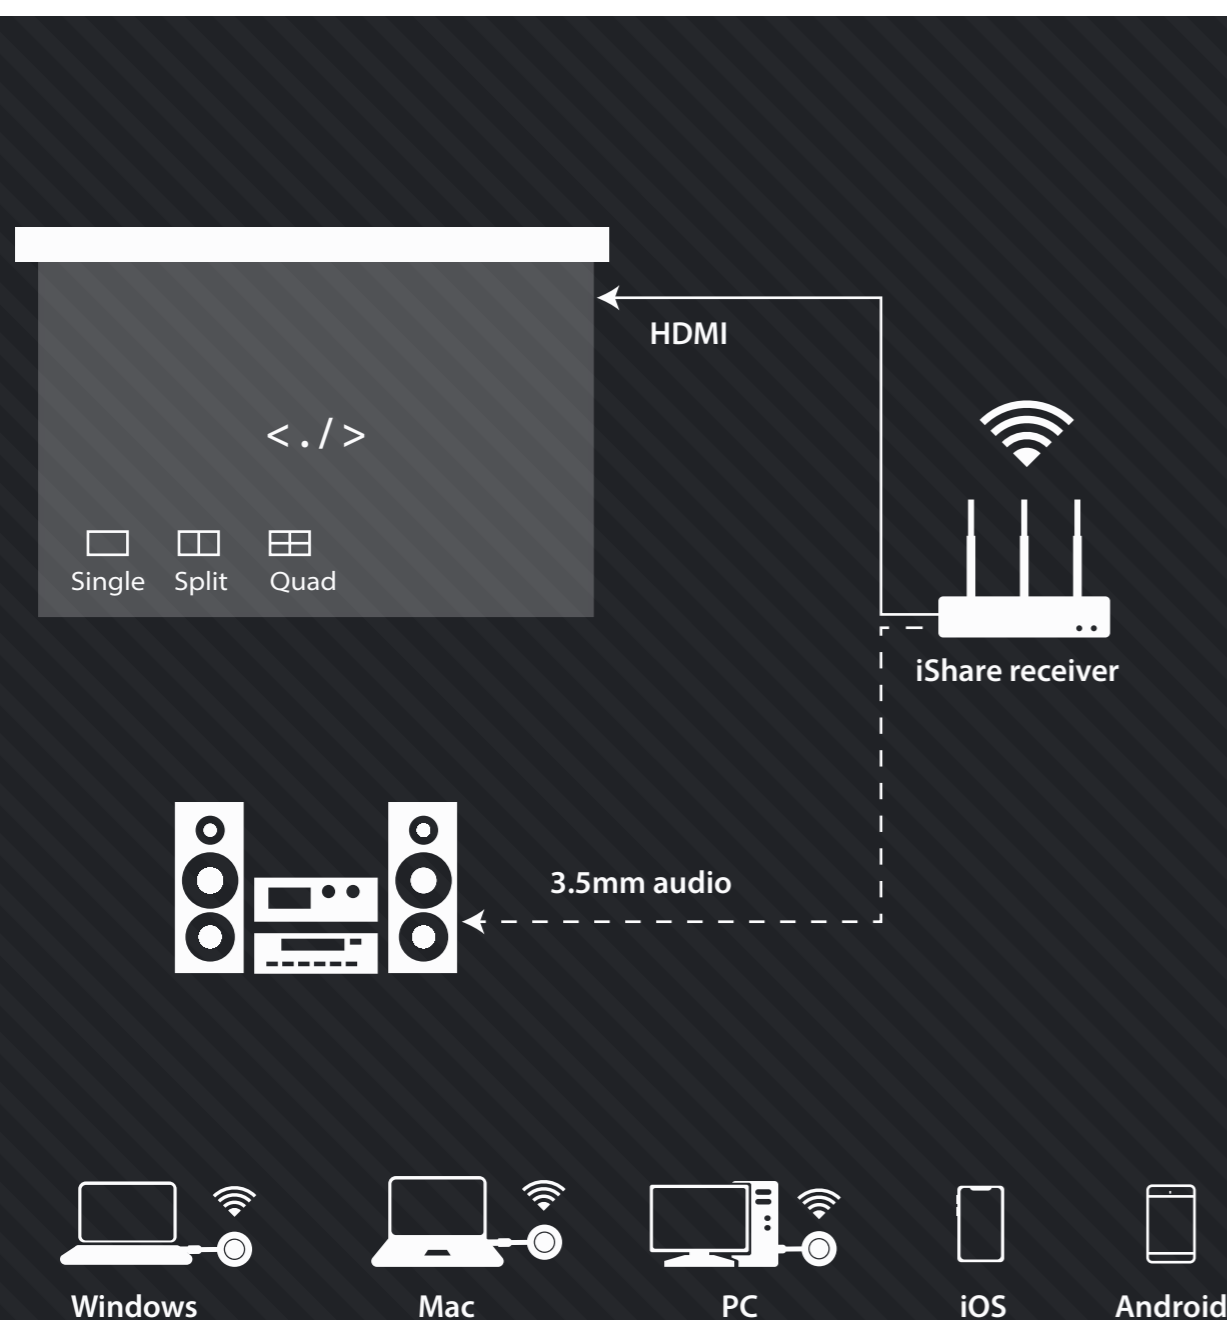 HDMI
<./>
Single Split Quad
iShare receiver
3.5mm audio
Windows Mac PC iOS Android